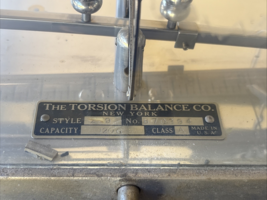 THE TORSION BALANCE CO.
NEW YORK
STYLE No.
CAPACITY CLASS MADE IN
U.S.A.